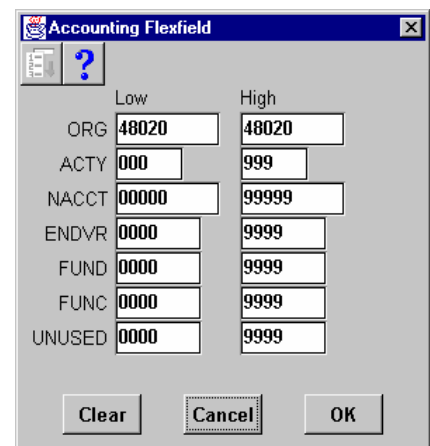 Accounting Flexfield
?
Low High
ORG 48020 48020
ACTY 000 999
NACCT 00000 99999
ENDVR 0000 9999
FUND 0000 9999
FUNC 0000 9999
UNUSED 0000 9999
Clear Cancel OK